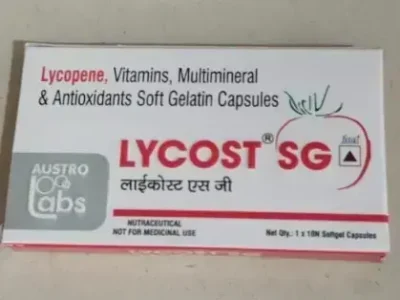 Lycopene, Vitamins, Multimineral
& Antioxidants Soft Gelatin Capsules
LYCOST® SG
लाईकोस्ट एस जी
AUSTRO
Labs
NUTRACEUTICAL
NOT FOR MEDICINAL USE
Net Qty.: 1 x 10N Softgel Capsules